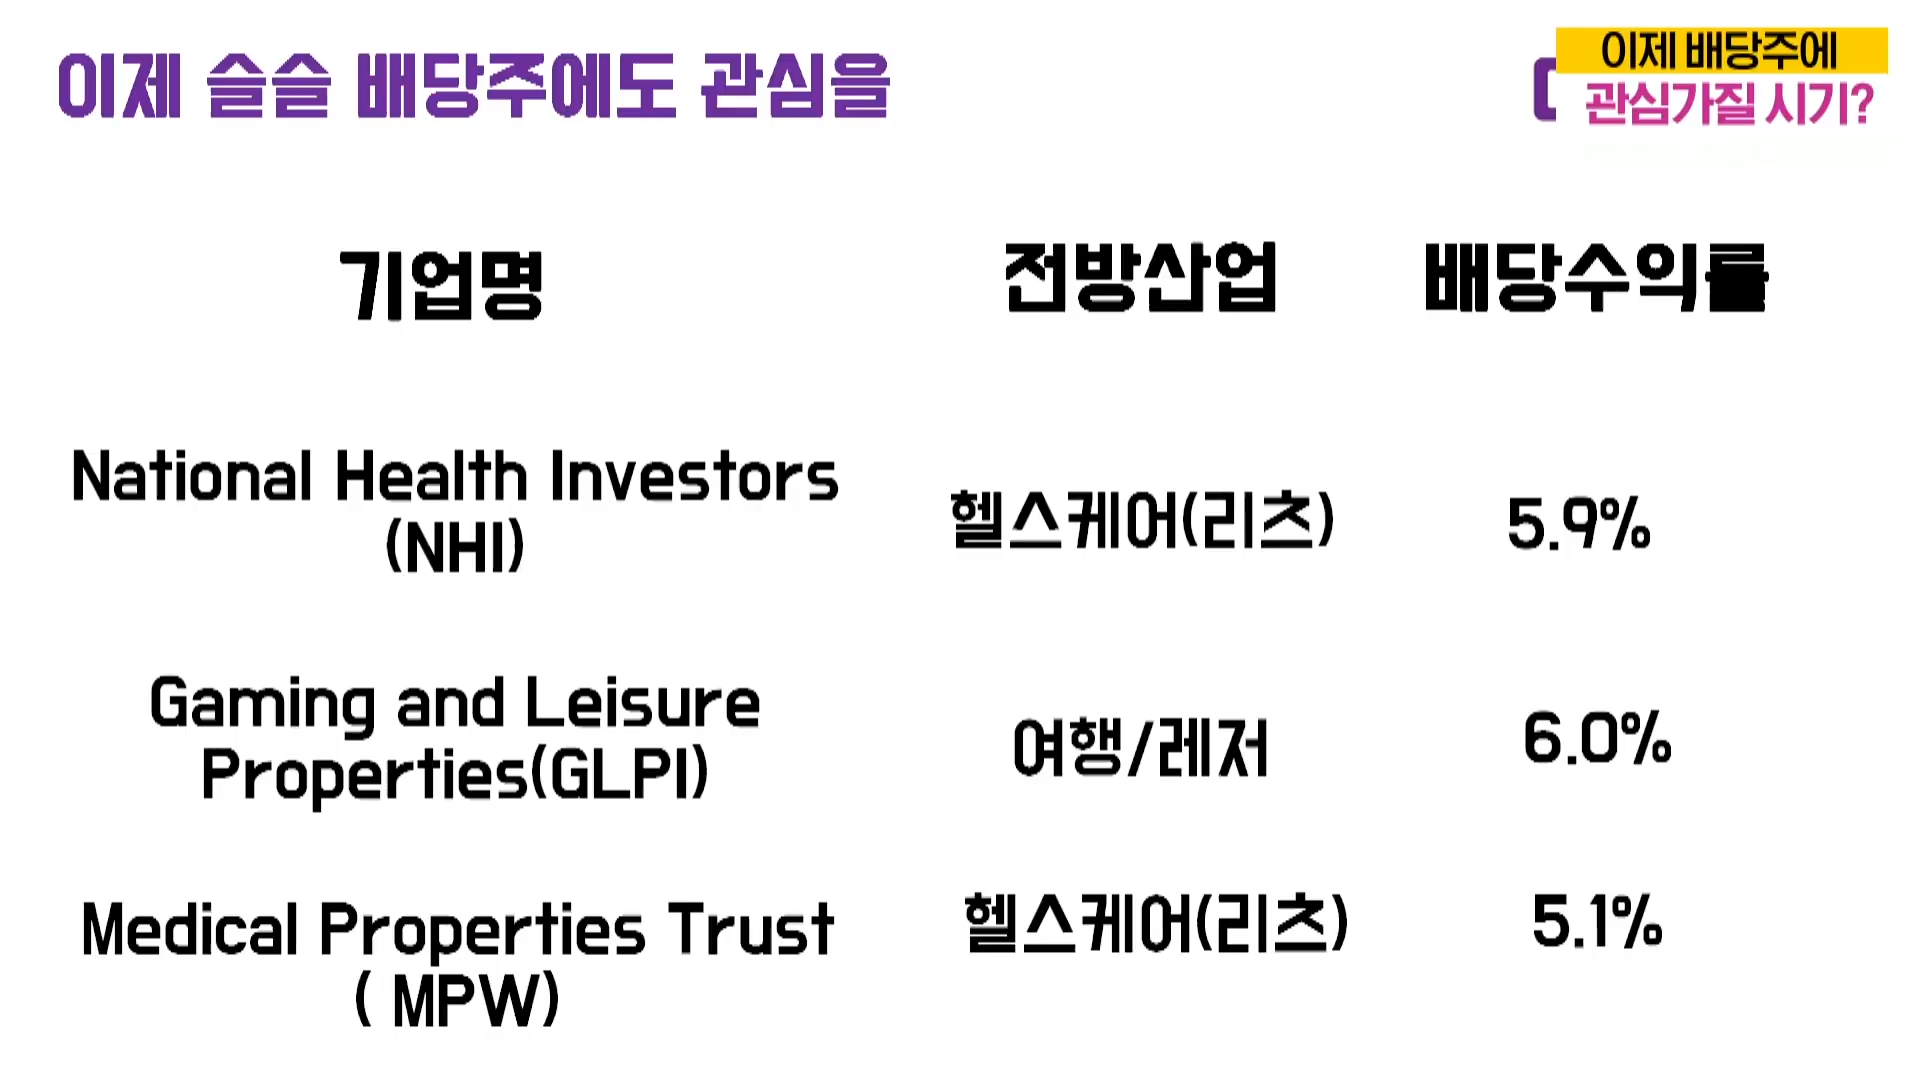 이제 슬슬 배당주에도 관심을
이제 배당주에
관심가질 시기?
기업명 전방산업 배당수익률
National Health Investors
(NHI)
헬스케어(리츠) 5.9%
Gaming and Leisure
Properties(GLPI)
여행/레저 6.0%
Medical Properties Trust
( MPW)
헬스케어(리츠) 5.1%